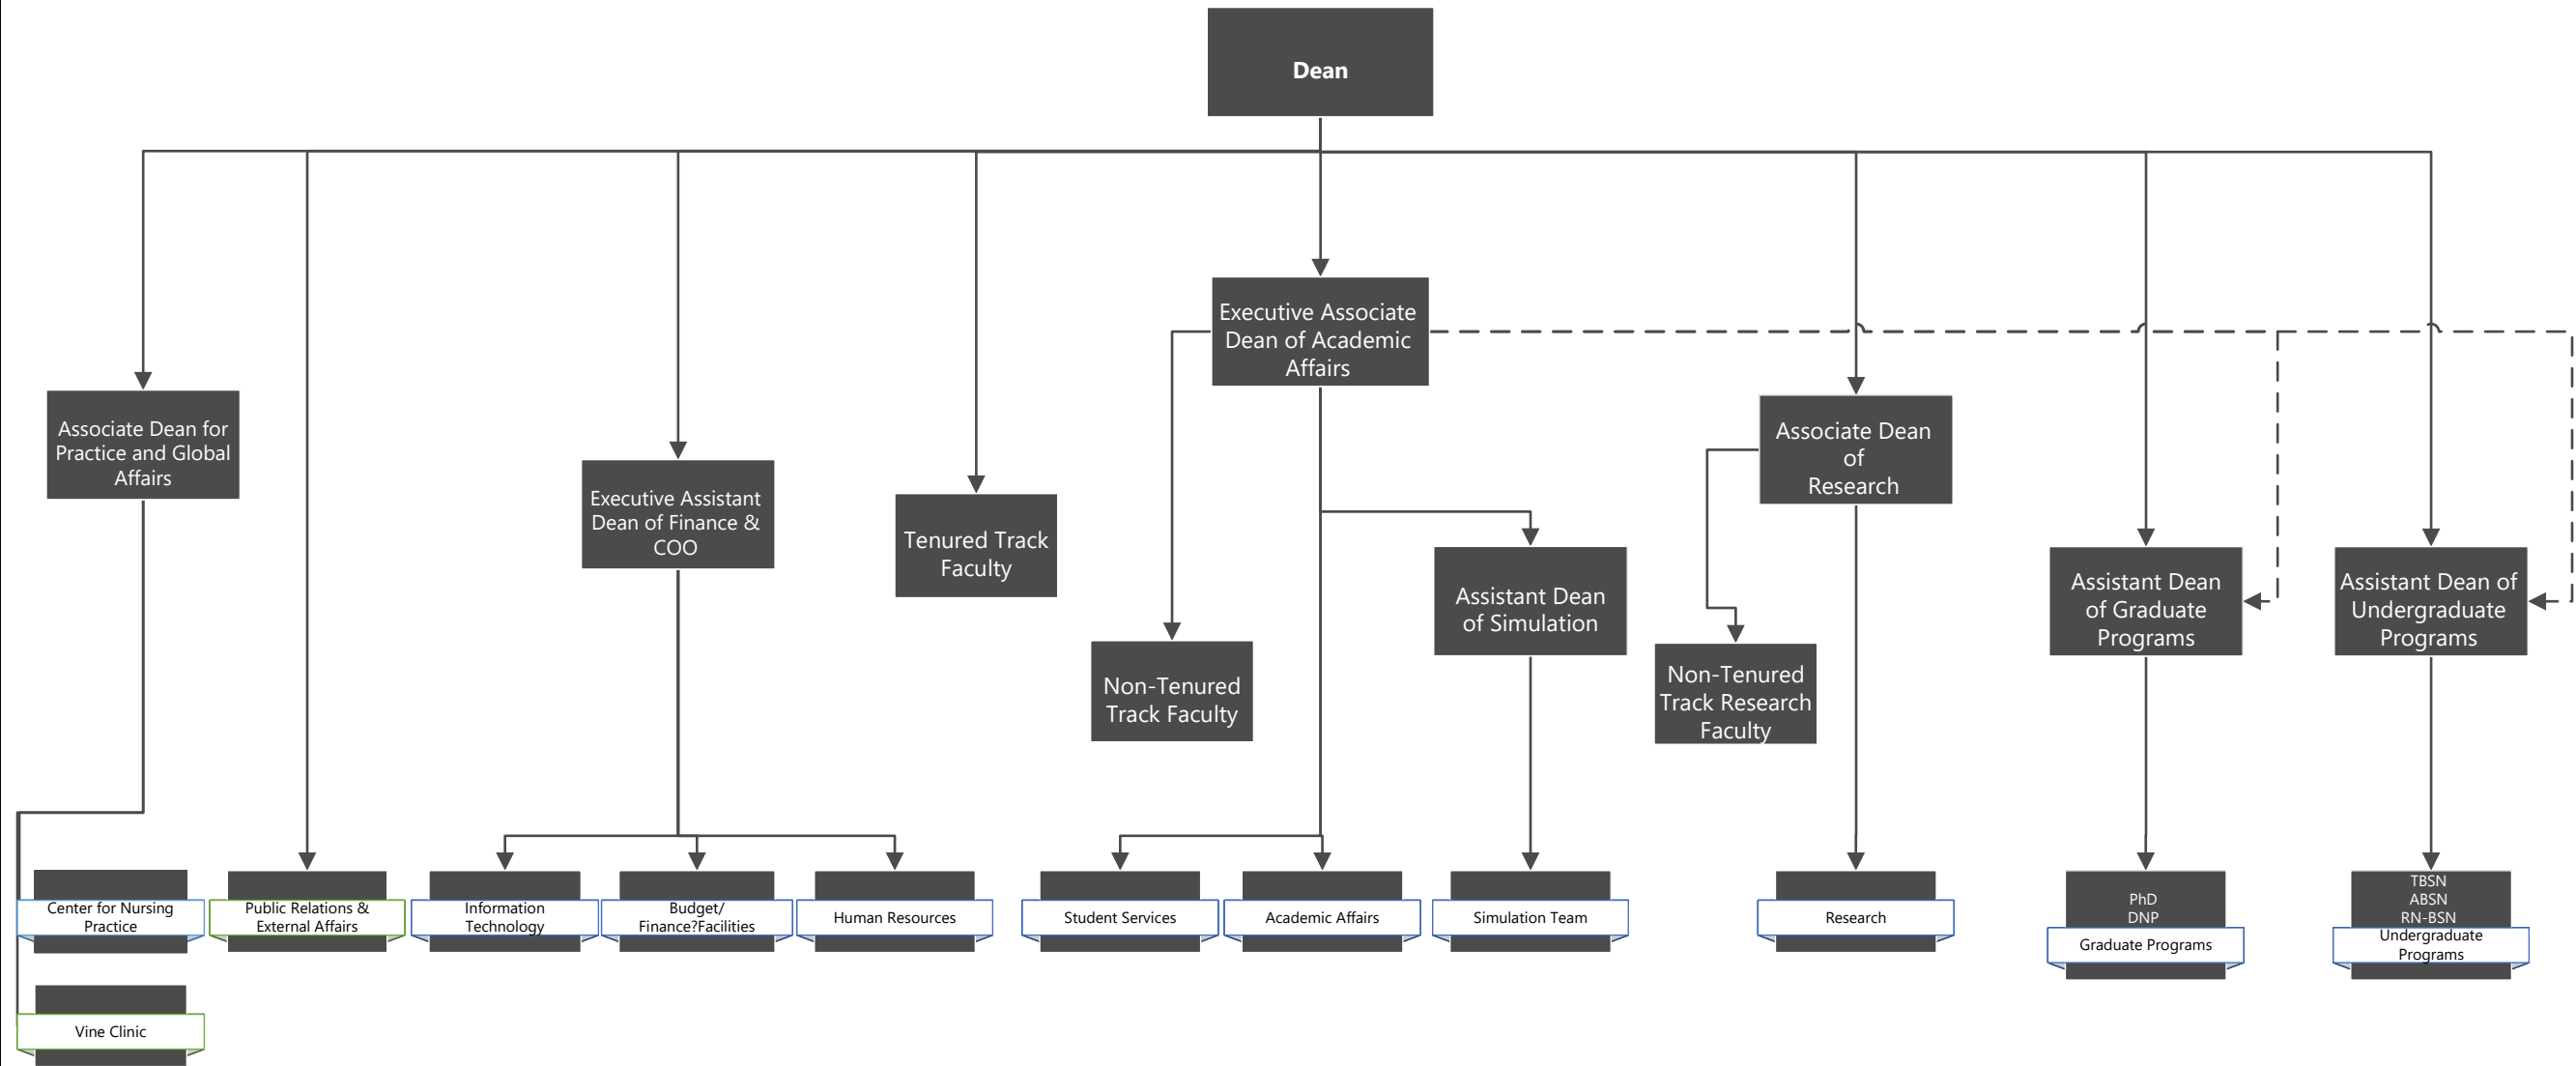 Dean
Executive Associate
Dean of Academic
Affairs
Associate Dean for
Practice and Global
Affairs
Executive Assistant
Dean of Finance &
COO
Tenured Track
Faculty
Associate Dean
of
Research
Assistant Dean
of Simulation
Assistant Dean
of Graduate
Programs
Assistant Dean of
Undergraduate
Programs
Non-Tenured
Track Faculty
Non-Tenured
Track Research
Faculty
Center for Nursing
Practice
Public Relations &
External Affairs
Information
Technology
Budget/
Finance?Facilities
Human Resources
Student Services
Academic Affairs
Simulation Team
Research
PhD
DNP
Graduate Programs
TBSN
ABSN
RN-BSN
Undergraduate
Programs
Vine Clinic